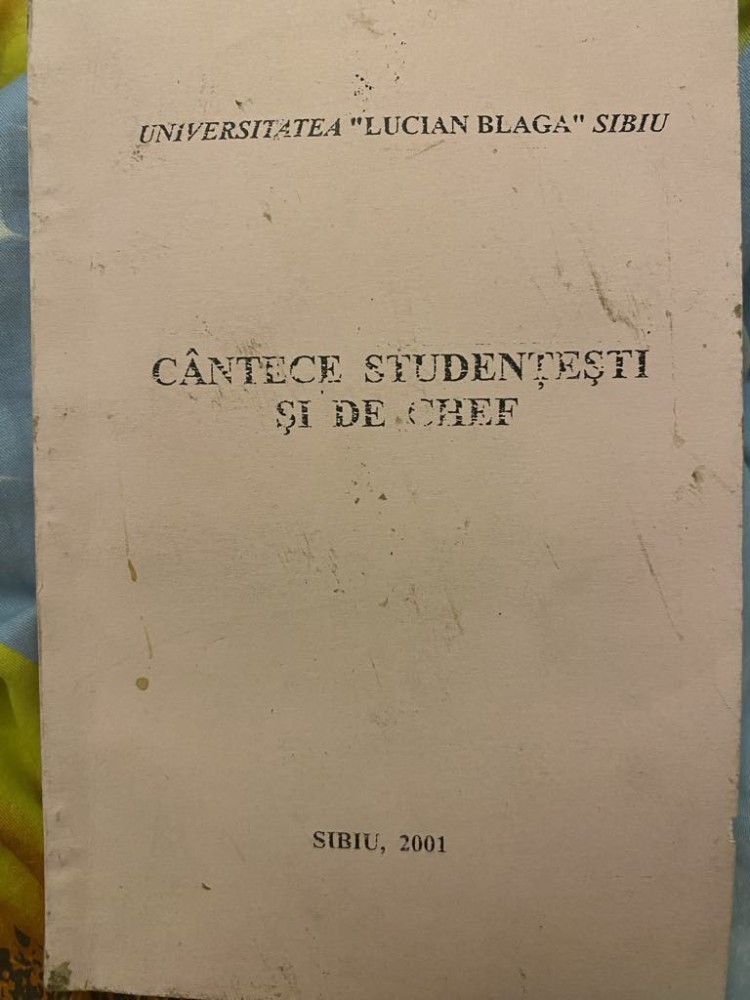 UNIVERSITATEA "LUCIAN BLAGA" SIBIU
CÂNTECE STUDENȚEȘTI
ȘI DE CHEF
SIBIU, 2001